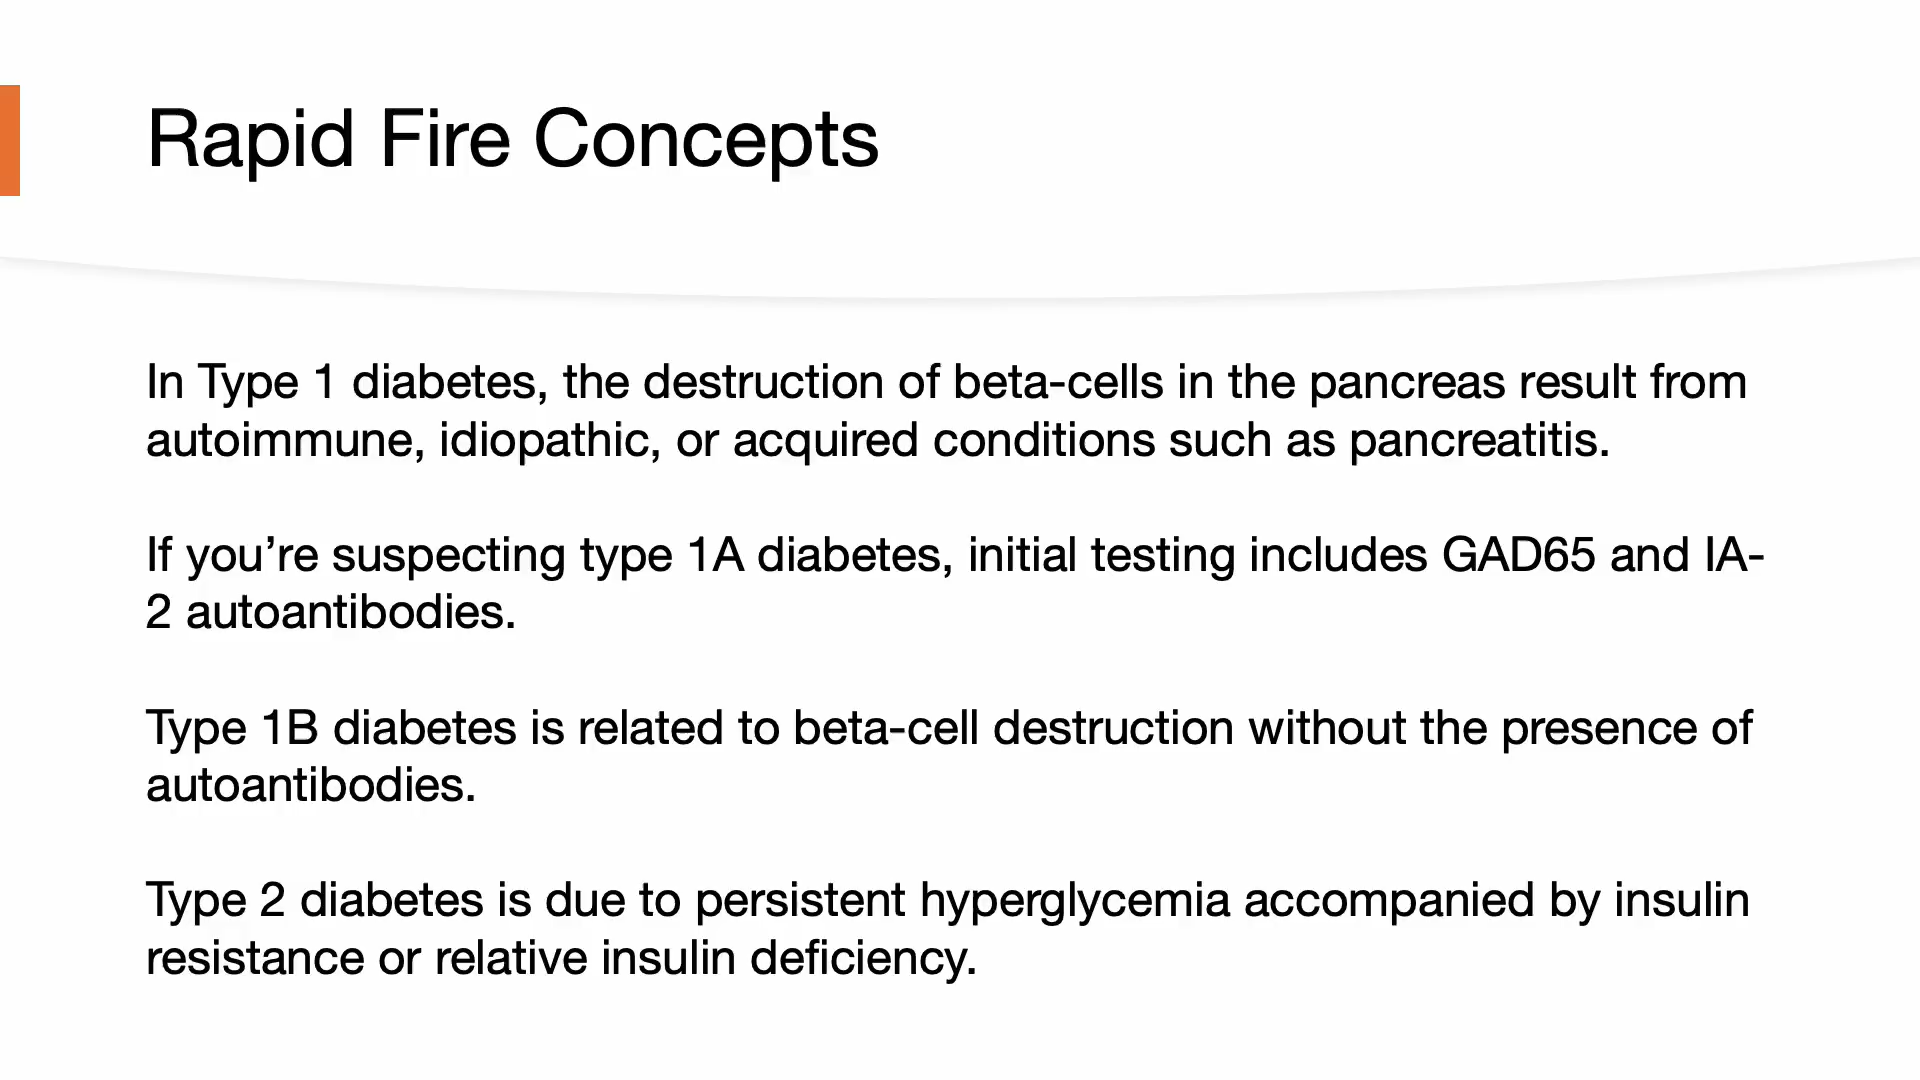 Rapid Fire Concepts
In Type 1 diabetes, the destruction of beta-cells in the pancreas result from
autoimmune, idiopathic, or acquired conditions such as pancreatitis.
If you’re suspecting type 1A diabetes, initial testing includes GAD65 and IA-
2 autoantibodies.
Type 1B diabetes is related to beta-cell destruction without the presence of
autoantibodies.
Type 2 diabetes is due to persistent hyperglycemia accompanied by insulin
resistance or relative insulin deficiency.